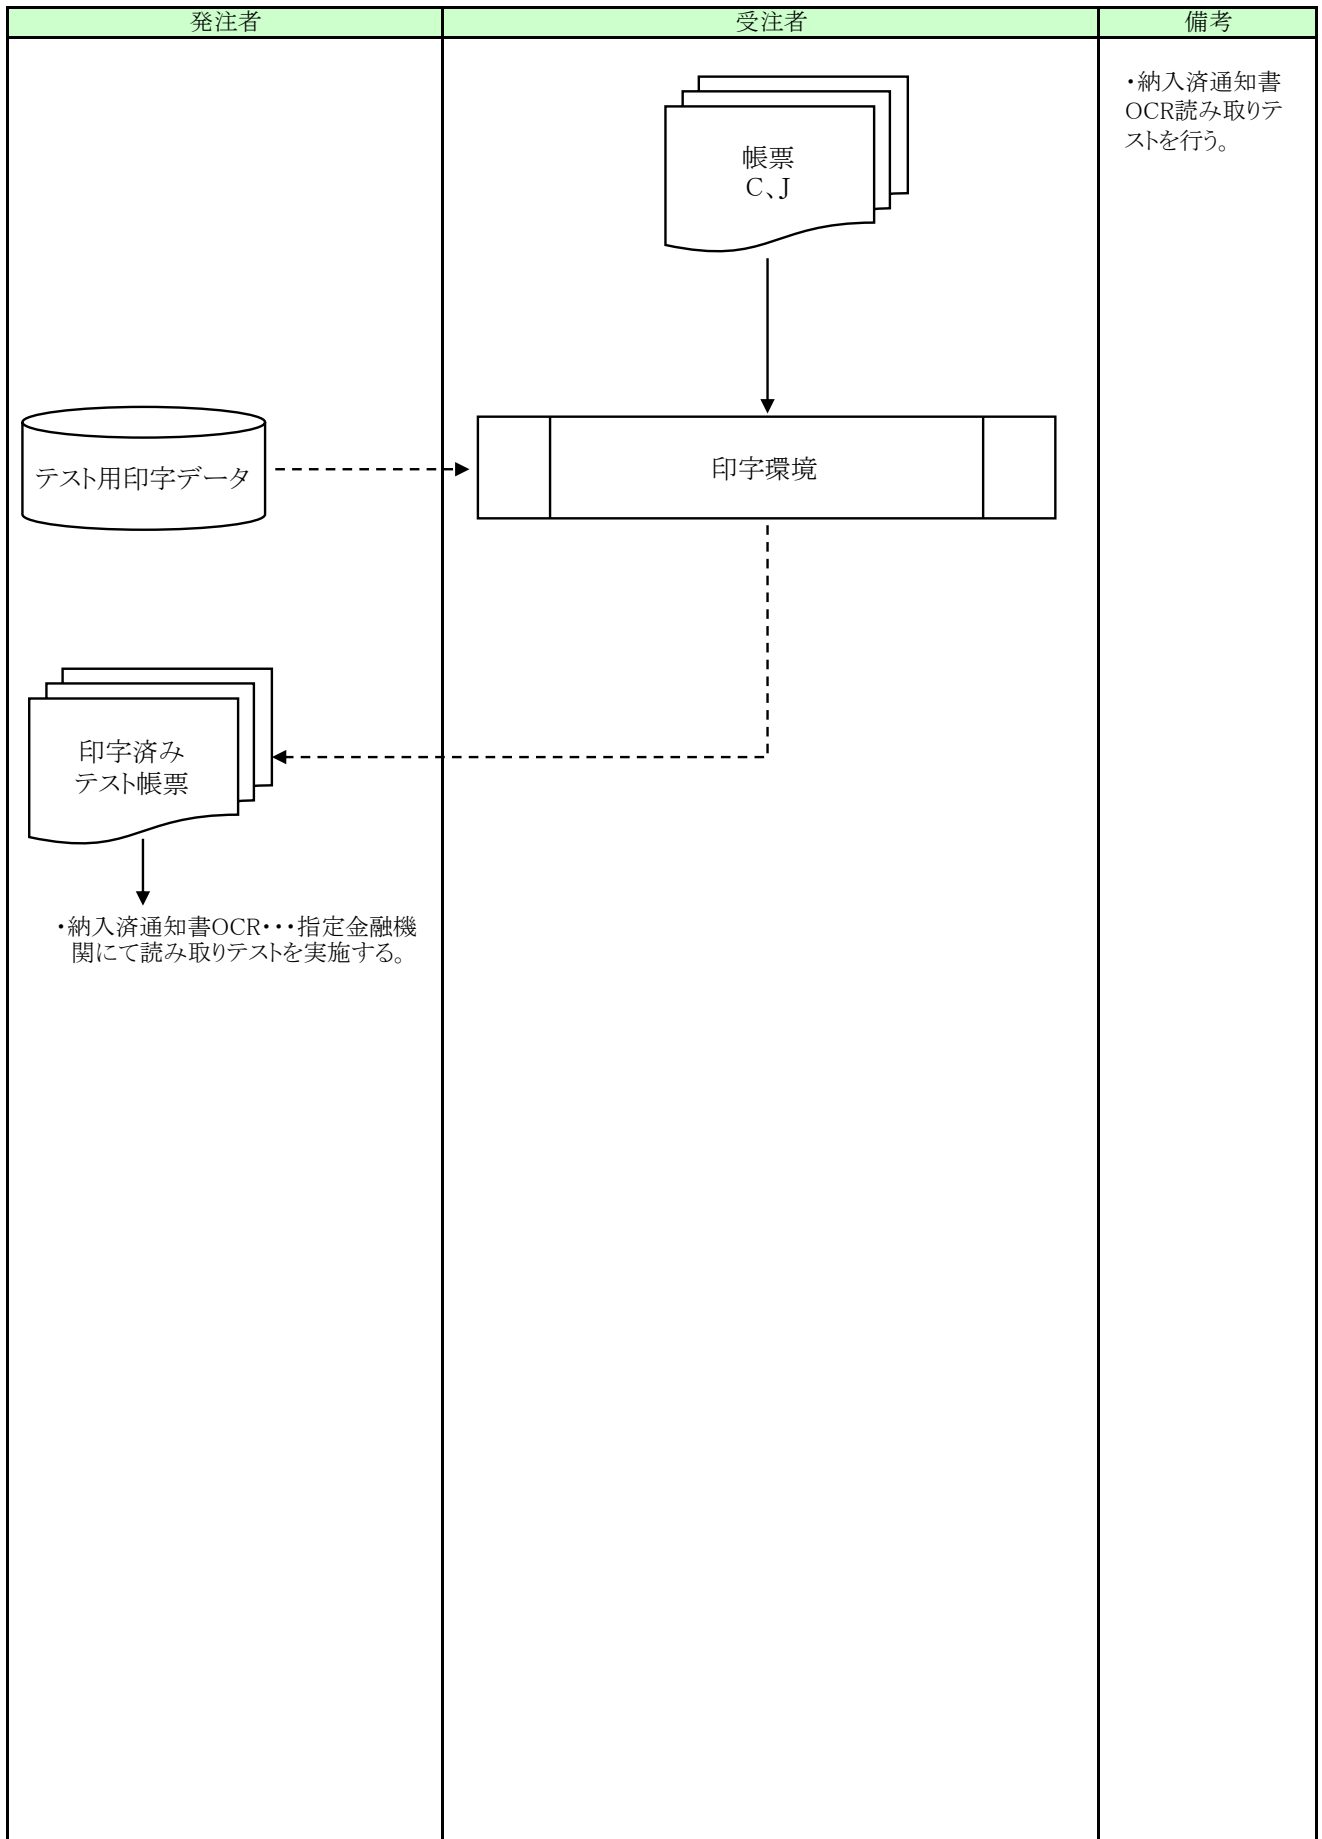 発注者
受注者
備考
・納入済通知書
OCR読み取りテ
ストを行う。
帳票
C、J
テスト用印字データ
印字環境
印字済み
テスト帳票
・納入済通知書OCR・・・指定金融機
関にて読み取りテストを実施する。